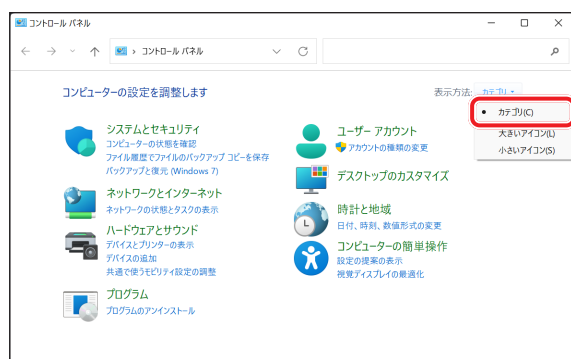 コントロール パネル
コントロール パネル
コンピューターの設定を調整します
表示方法: カテゴリ
カテゴリ(C)
大きいアイコン(L)
小さいアイコン(S)
システムとセキュリティ
コンピューターの状態を確認
ファイル履歴でファイルのバックアップ コピーを保存
バックアップと復元 (Windows 7)
ネットワークとインターネット
ネットワークの状態とタスクの表示
ハードウェアとサウンド
デバイスとプリンターの表示
デバイスの追加
共通で使うモビリティ設定の調整
プログラム
プログラムのアンインストール
ユーザー アカウント
アカウントの種類の変更
デスクトップのカスタマイズ
時計と地域
日付、時刻、数値形式の変更
コンピューターの簡単操作
設定の提案の表示
視覚ディスプレイの最適化